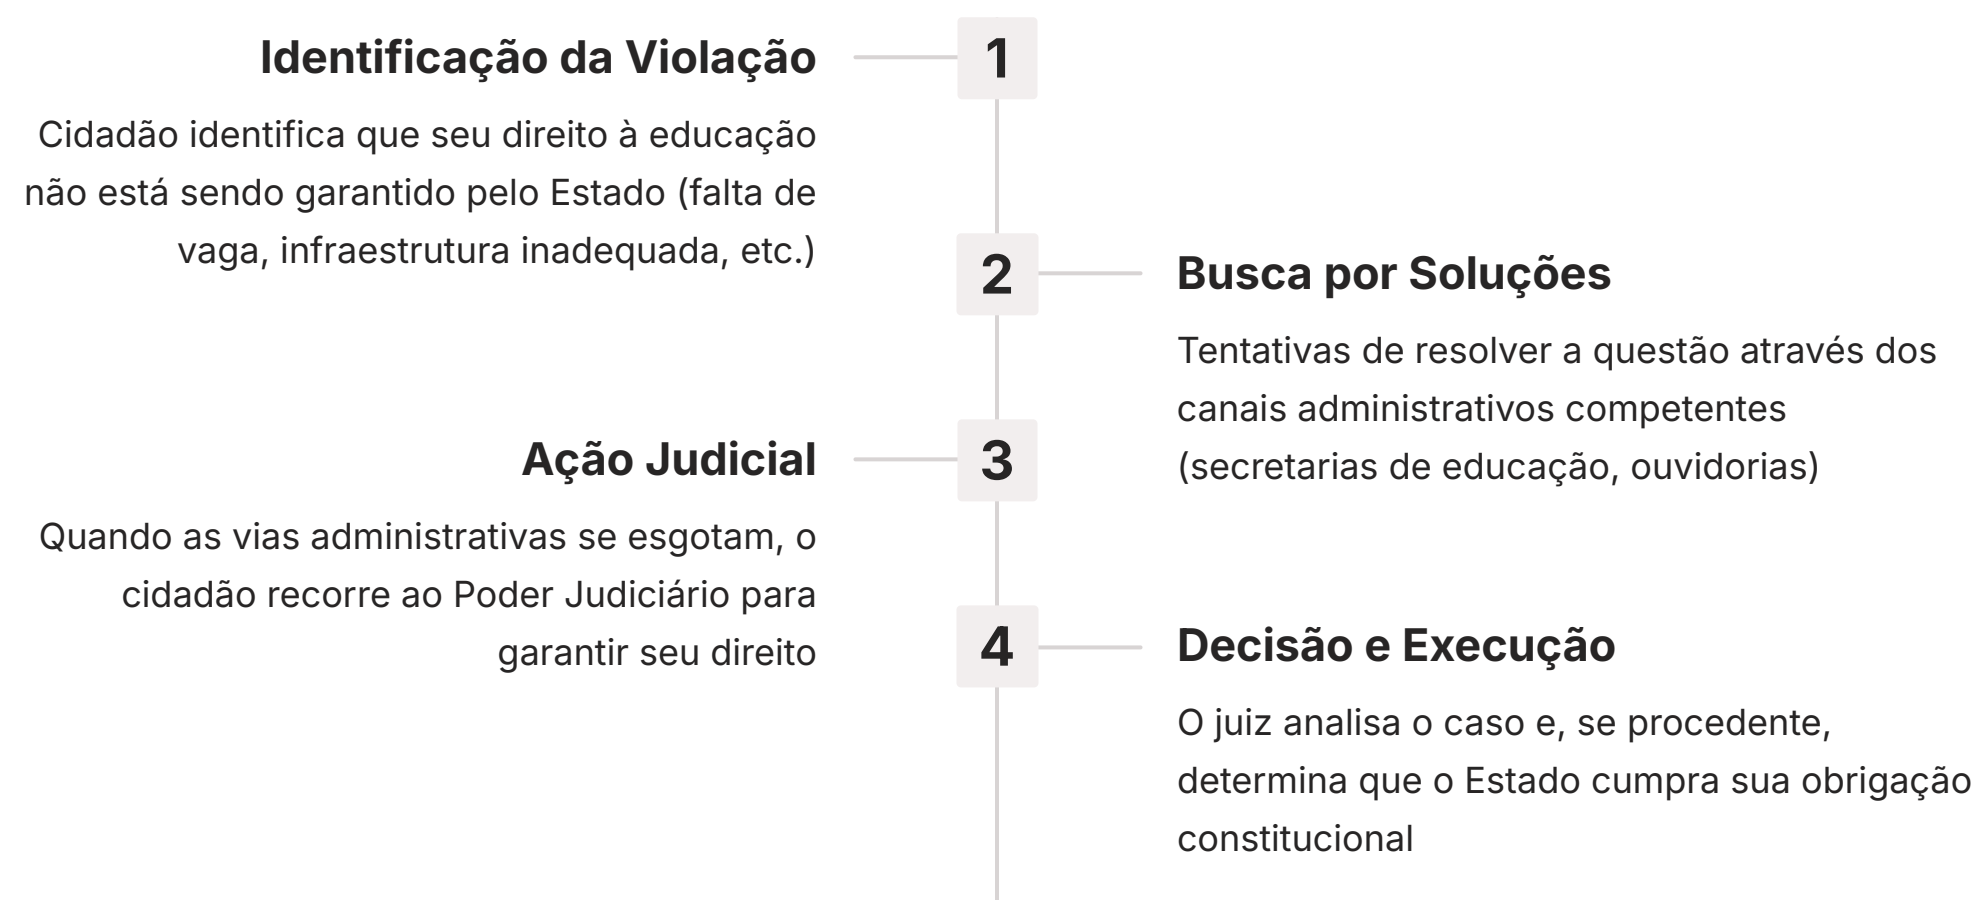 Identificação da Violação
1
Cidadão identifica que seu direito à educação
não está sendo garantido pelo Estado (falta de
vaga, infraestrutura inadequada, etc.)
2
Busca por Soluções
Tentativas de resolver a questão através dos
canais administrativos competentes
(secretarias de educação, ouvidorias)
Ação Judicial
3
Quando as vias administrativas se esgotam, o
cidadão recorre ao Poder Judiciário para
garantir seu direito
4
Decisão e Execução
O juiz analisa o caso e, se procedente,
determina que o Estado cumpra sua obrigação
constitucional